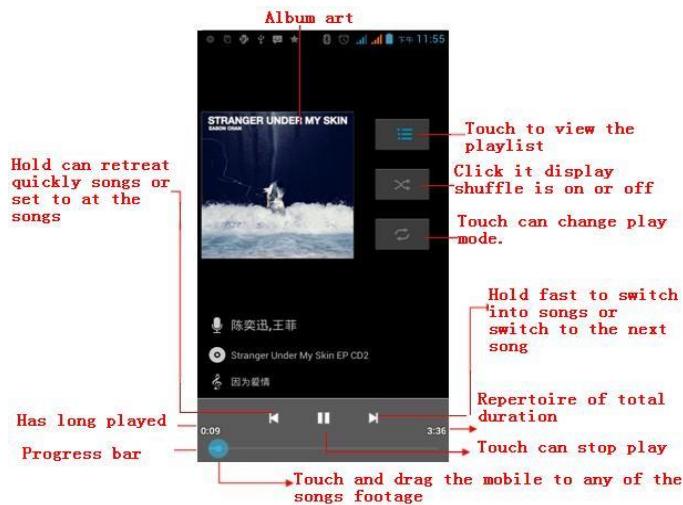 Album art
下午 11:55
STRANGER UNDER MY SKIN
EASON CHAN
Touch to view the
playlist
Hold can retreat
quickly songs or
set to at the
songs
Click it display
shuffle is on or off
Touch can change play
mode.
Hold fast to switch
into songs or
switch to the next
song
陈奕迅,王菲
Stranger Under My Skin EP CD2
因为爱情
Repertoire of total
duration
Has long played
0:09
3:36
Touch can stop play
Progress bar
Touch and drag the mobile to any of the
songs footage